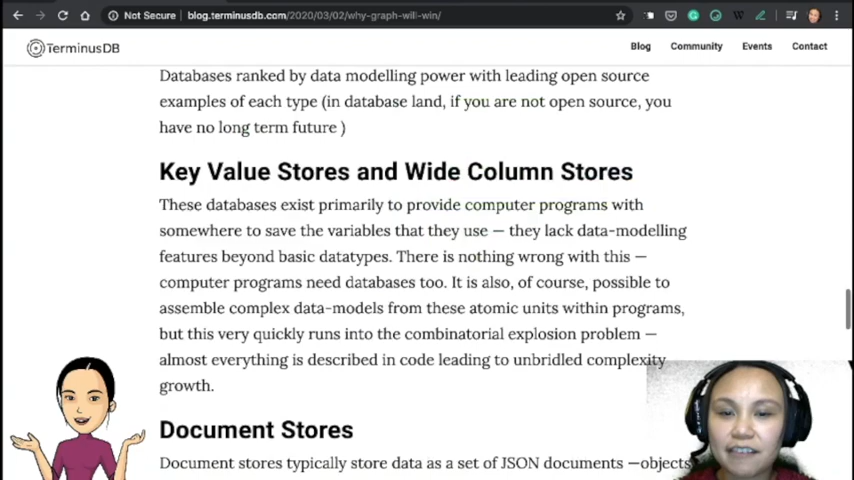 Not Secure | blog.terminusdb.com/2020/03/02/why-graph-will-win/
TerminusDB
Blog
Community
Events
Contact
Databases ranked by data modelling power with leading open source
examples of each type (in database land, if you are not open source, you
have no long term future )
Key Value Stores and Wide Column Stores
These databases exist primarily to provide computer programs with
somewhere to save the variables that they use — they lack data-modelling
features beyond basic datatypes. There is nothing wrong with this —
computer programs need databases too. It is also, of course, possible to
assemble complex data-models from these atomic units within programs,
but this very quickly runs into the combinatorial explosion problem —
almost everything is described in code leading to unbridled complexity
growth.
Document Stores
Document stores typically store data as a set of JSON documents —objects